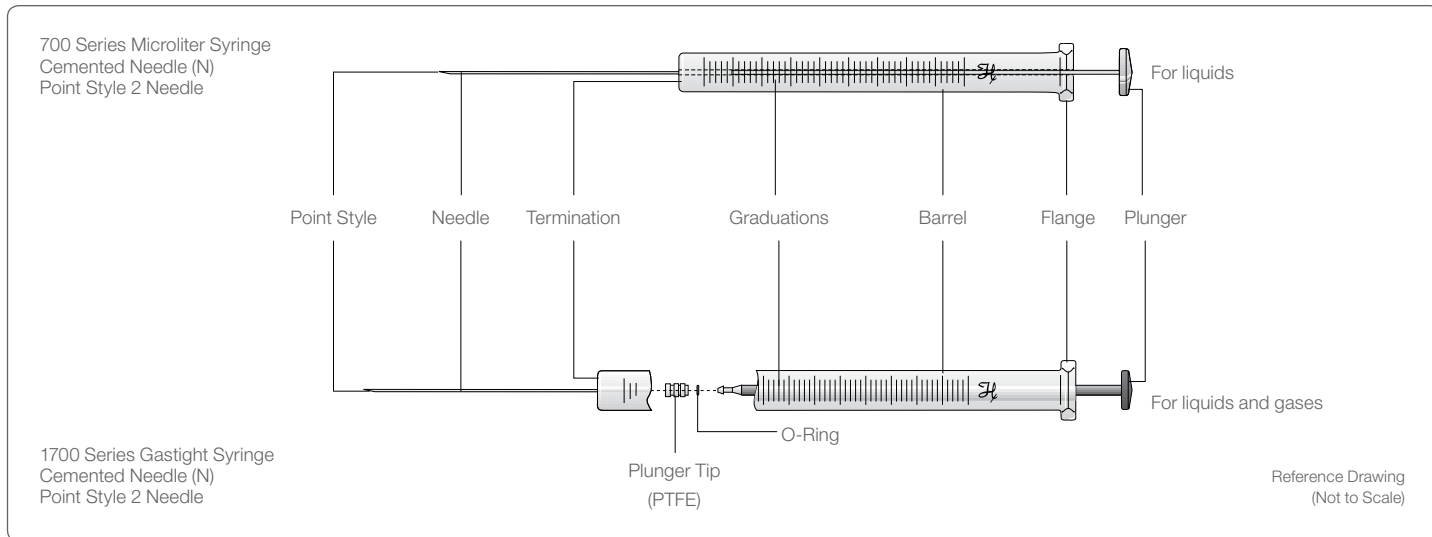 700 Series Microliter Syringe
Cemented Needle (N)
Point Style 2 Needle
For liquids
Point Style
Needle
Termination
Graduations
Barrel
Flange
Plunger
For liquids and gases
O-Ring
Plunger Tip
(PTFE)
1700 Series Gastight Syringe
Cemented Needle (N)
Point Style 2 Needle
Reference Drawing
(Not to Scale)